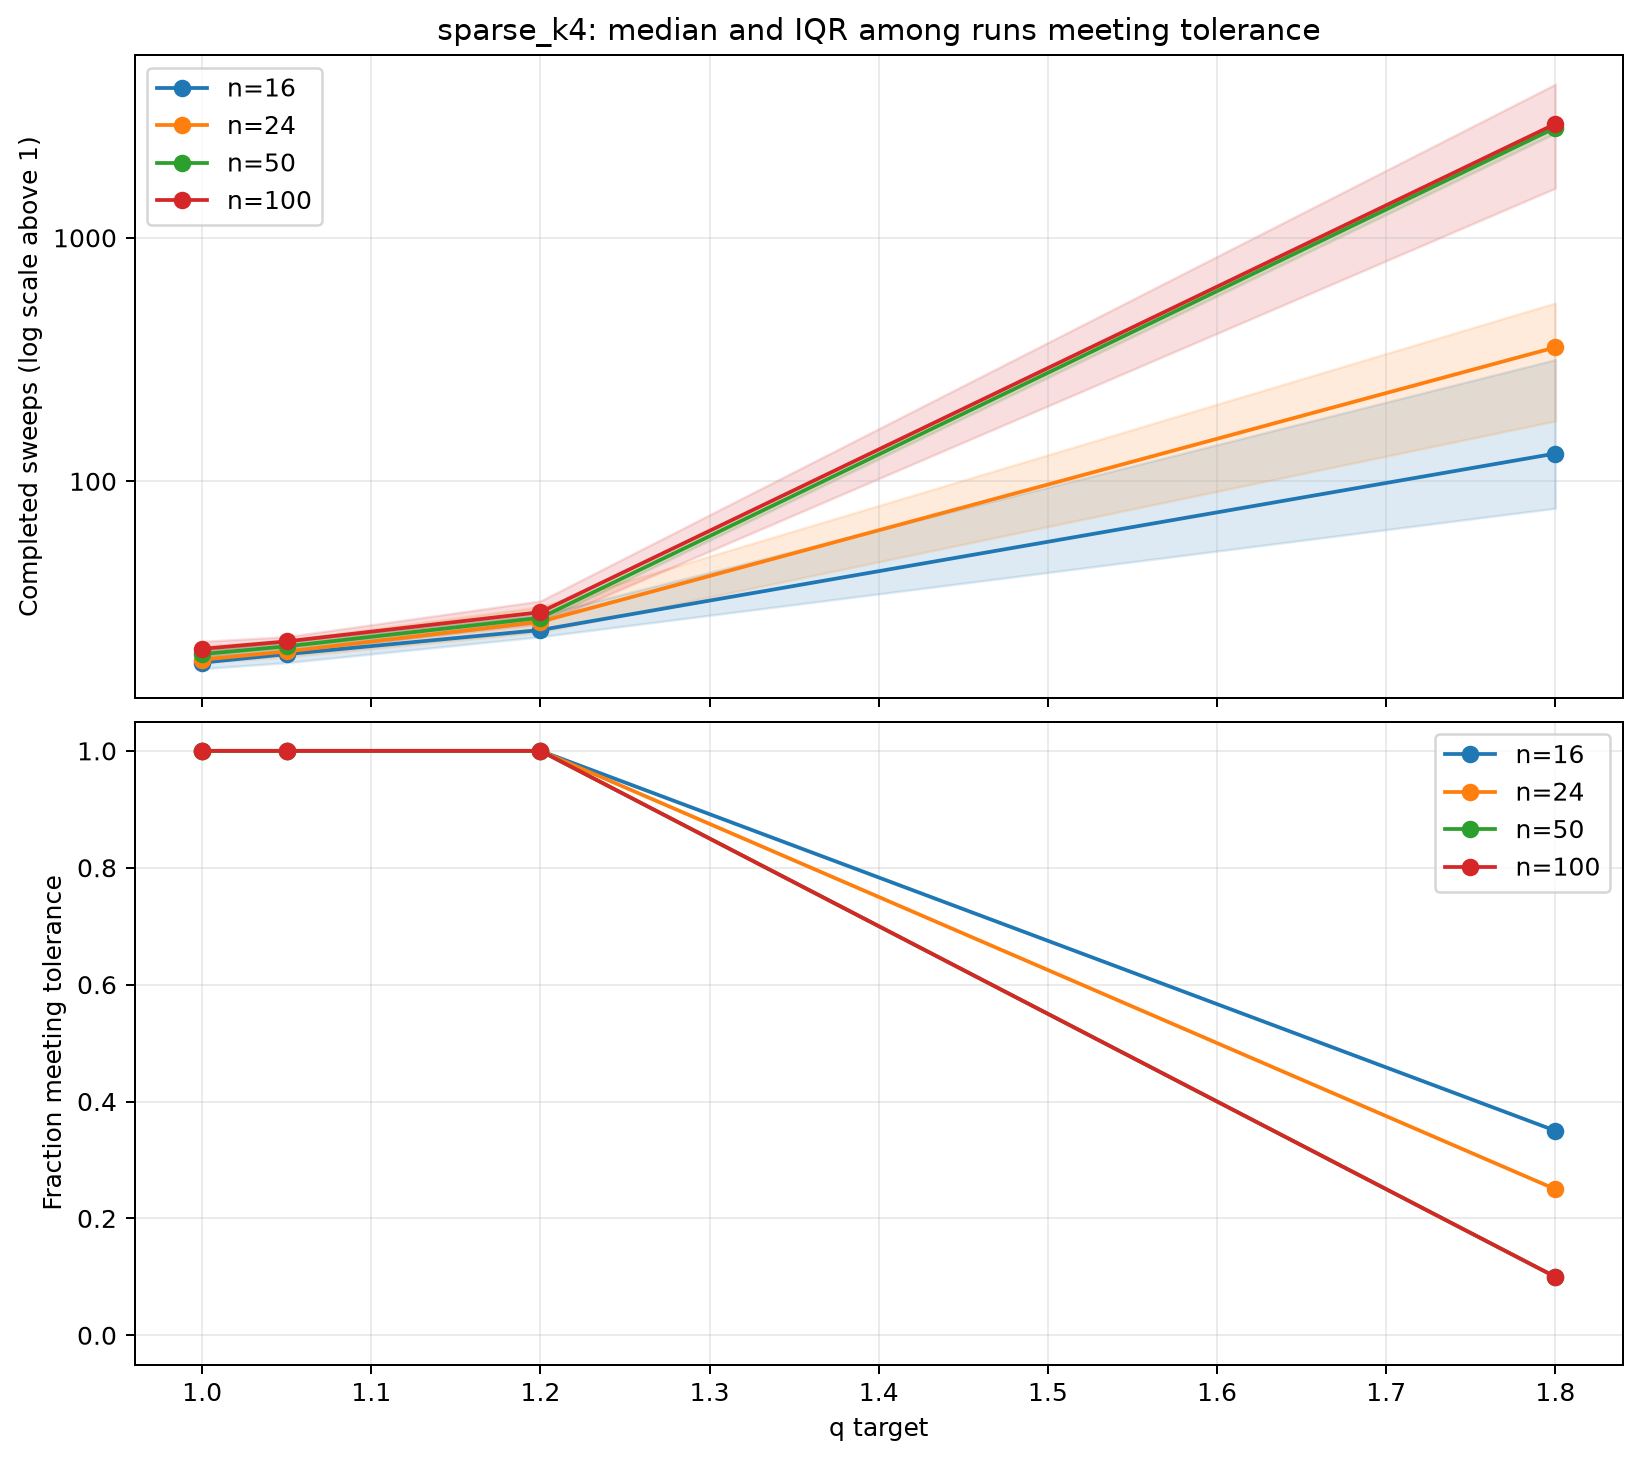 sparse_k4: median and IQR among runs meeting tolerance
Completed sweeps (log scale above 1)
1000
100
n=16
n=24
n=50
n=100
Fraction meeting tolerance
1.0
0.8
0.6
0.4
0.2
0.0
n=16
n=24
n=50
n=100
1.0 1.1 1.2 1.3 1.4 1.5 1.6 1.7 1.8
q target